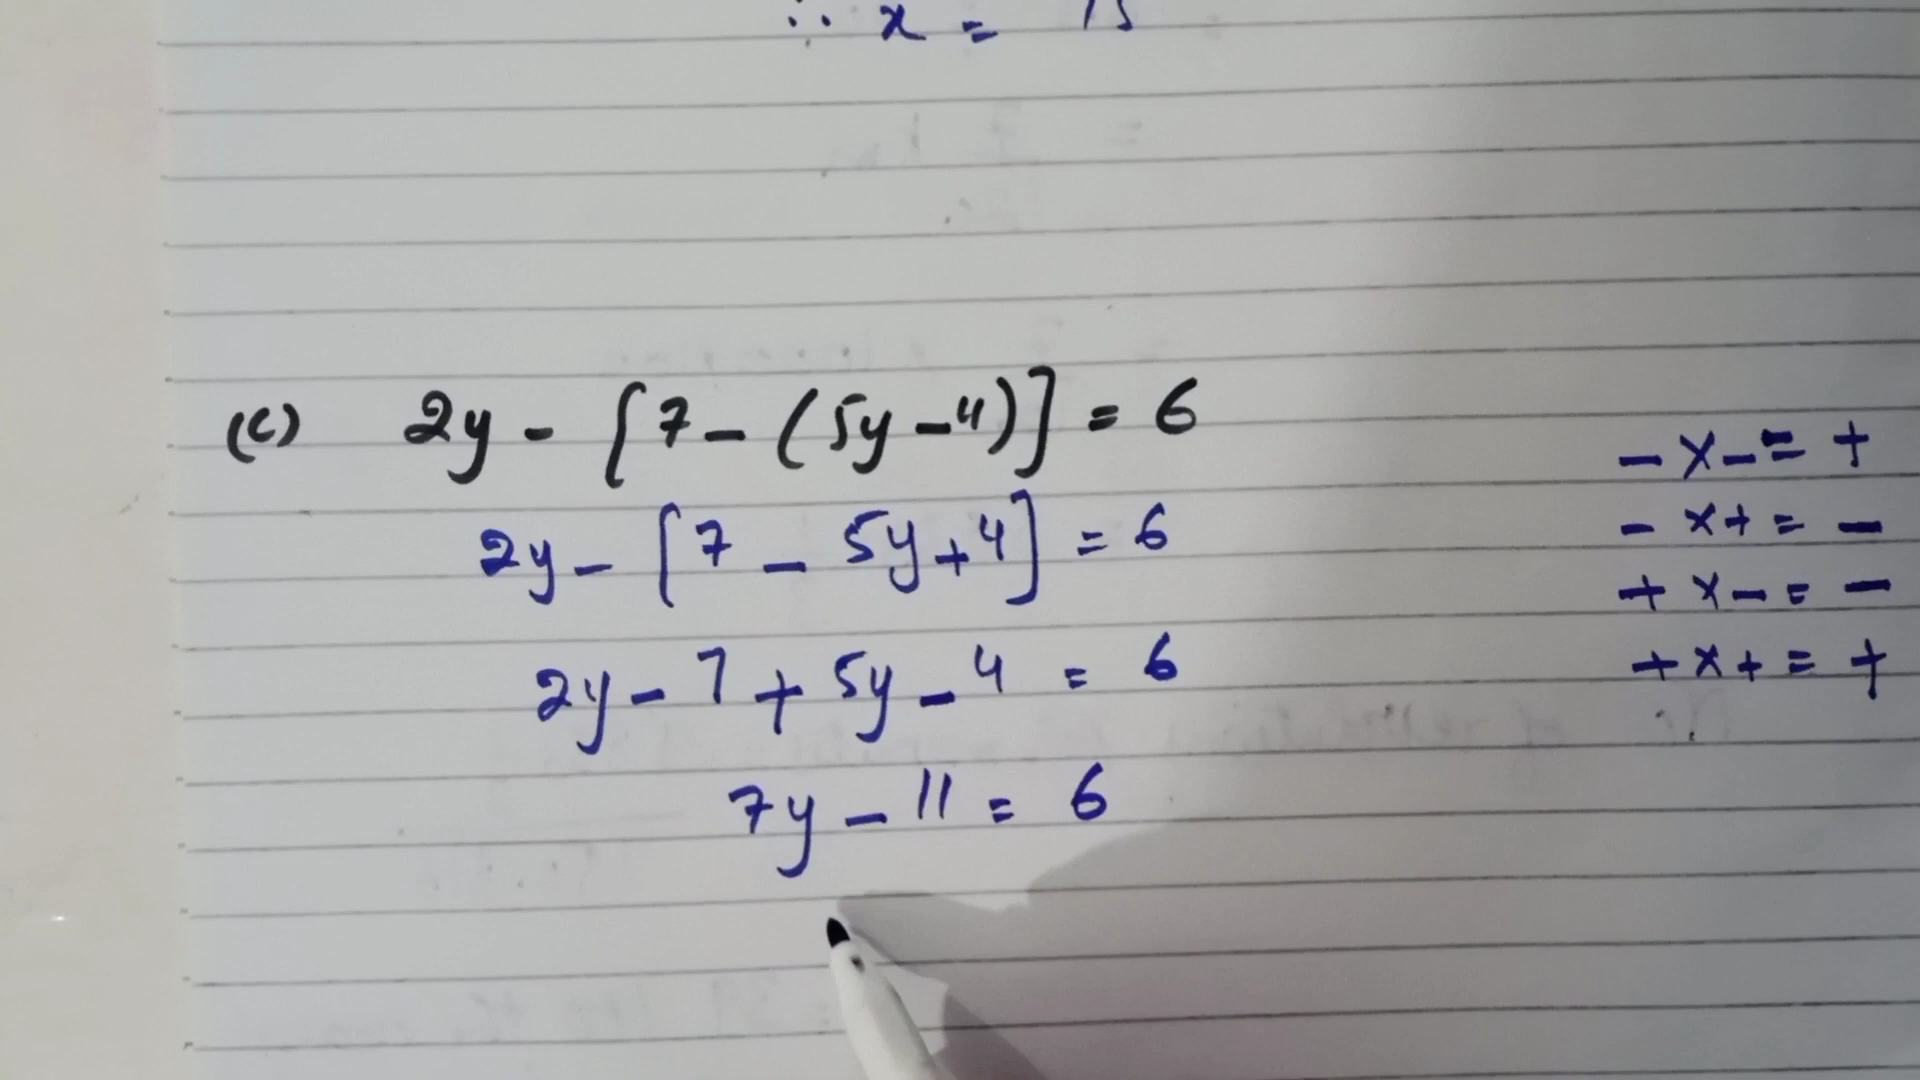 ∴ x = 15
(c) 2y - [7 - (5y - 4)] = 6
2y - [7 - 5y + 4] = 6
2y - 7 + 5y - 4 = 6
7y - 11 = 6
- x - = +
- x + = -
+ x - = -
+ x + = +